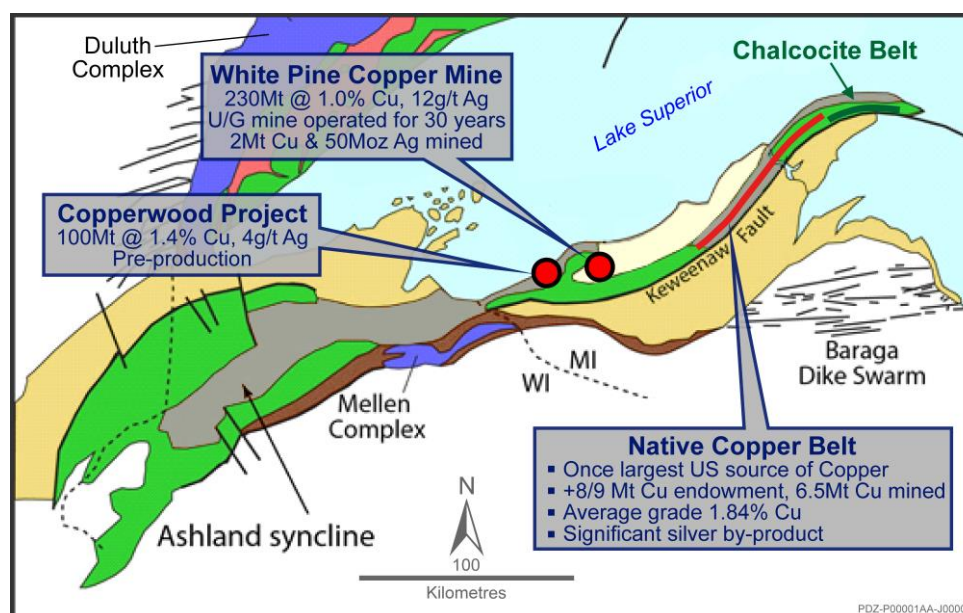 Duluth
Complex
White Pine Copper Mine
230Mt @ 1.0% Cu, 12g/t Ag
U/G mine operated for 30 years
2Mt Cu & 50Moz Ag mined
Chalcocite Belt
Lake Superior
Copperwood Project
100Mt @ 1.4% Cu, 4g/t Ag
Pre-production
Keweenaw Fault
MI
WI
Baraga
Dike Swarm
Mellen
Complex
Native Copper Belt
▪ Once largest US source of Copper
▪ +8/9 Mt Cu endowment, 6.5Mt Cu mined
▪ Average grade 1.84% Cu
▪ Significant silver by-product
Ashland syncline
N
100
Kilometres